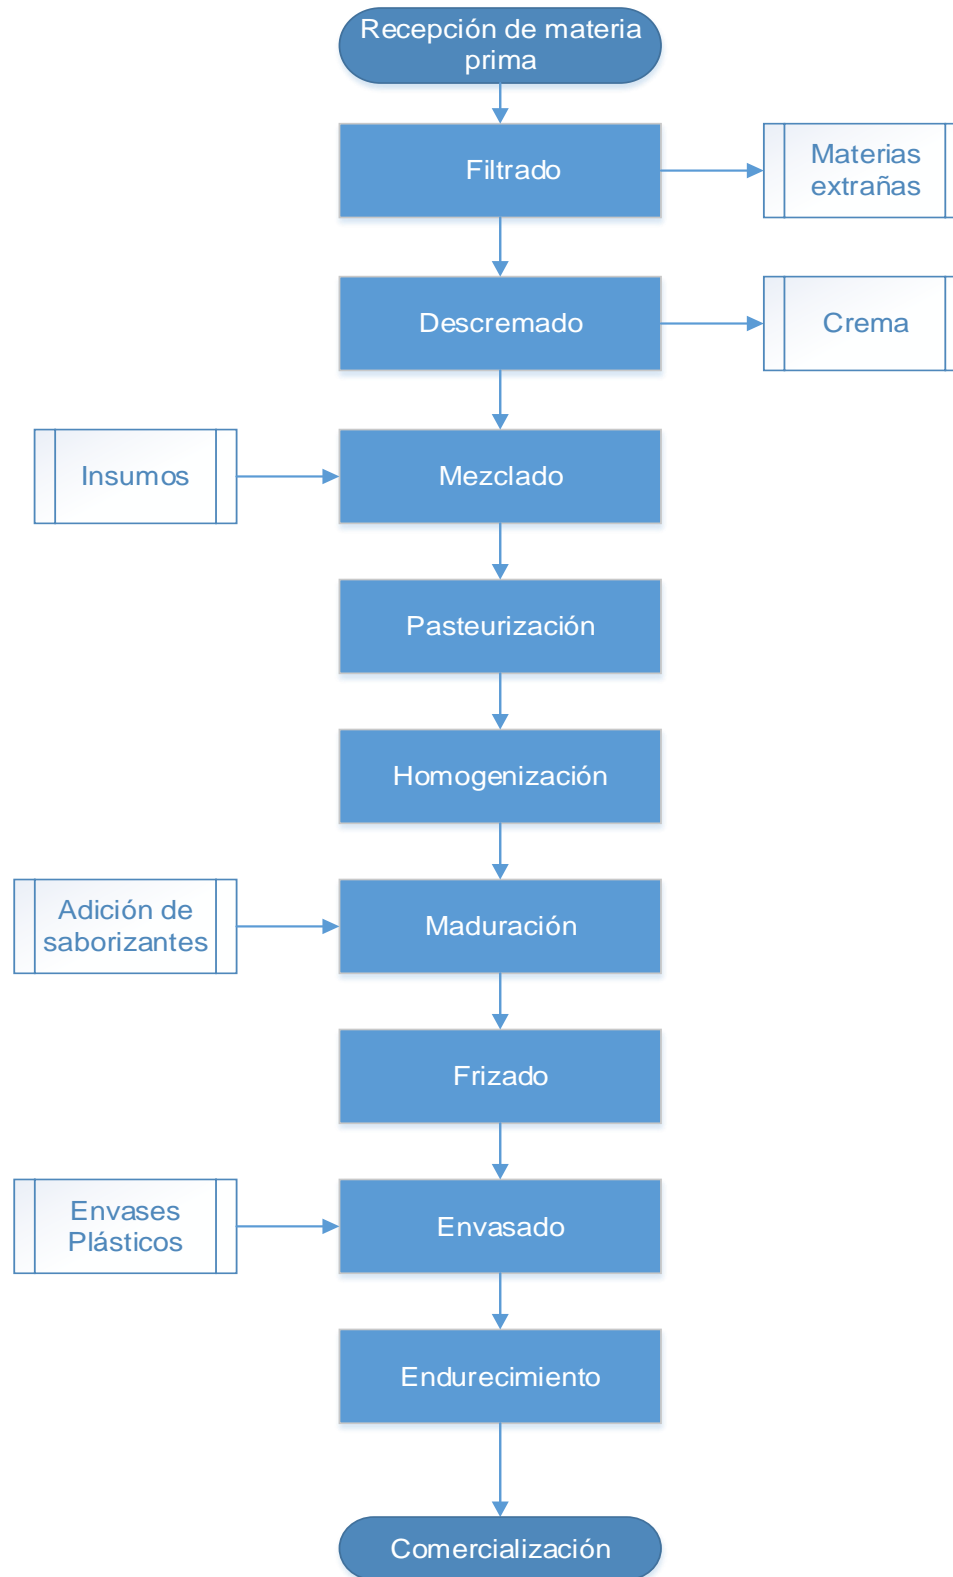 Recepción de materia
prima
Filtrado
Materias
extrañas
Descremado
Crema
Insumos
Mezclado
Pasteurización
Homogenización
Adición de
saborizantes
Maduración
Frizado
Envases
Plásticos
Envasado
Endurecimiento
Comercialización